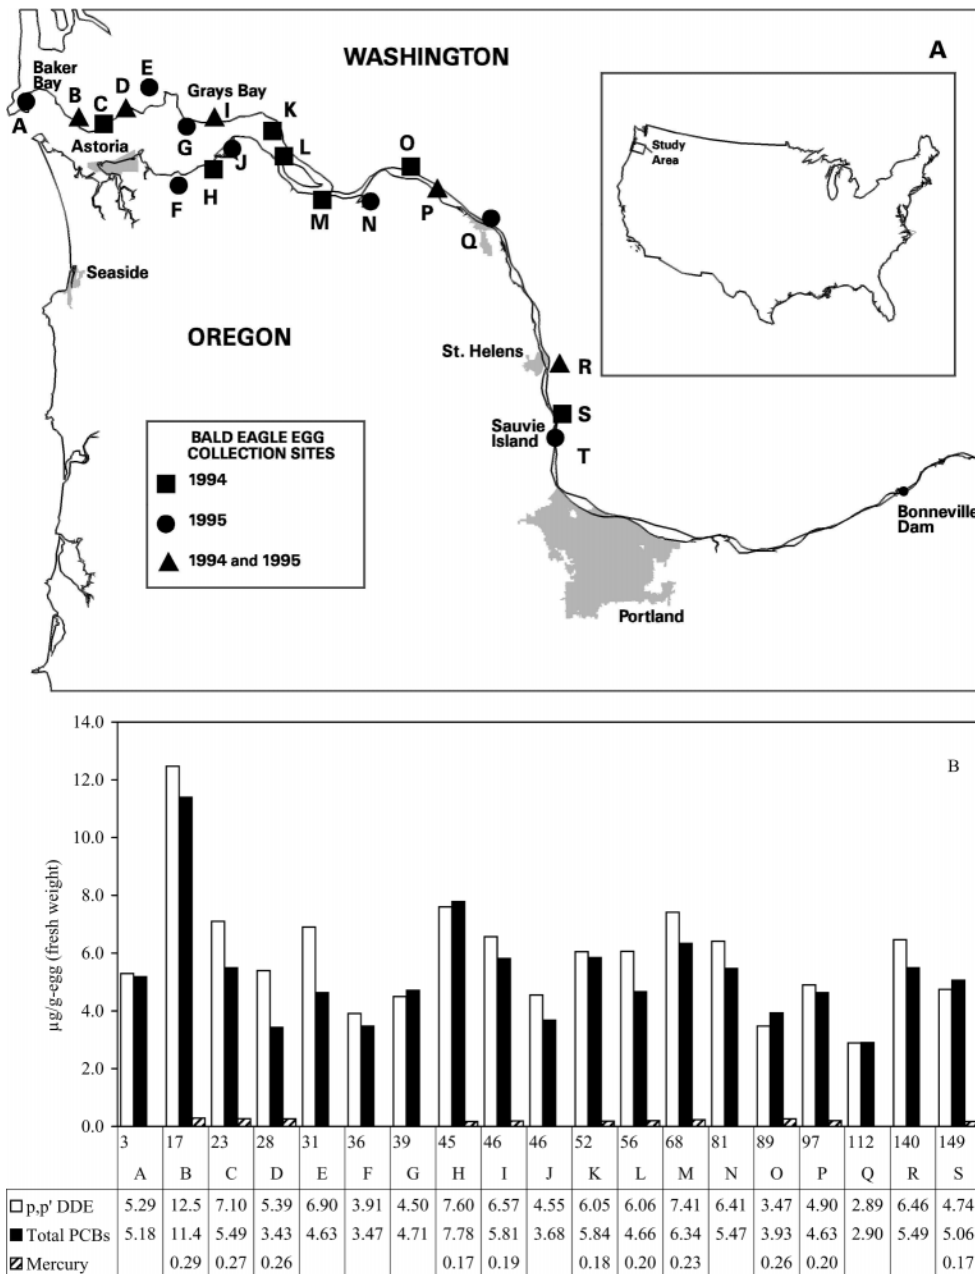 WASHINGTON
A
Baker
Bay
E
D
B
C
Grays Bay
I
K
A
G
Astoria
J
L
O
H
F
M
N
P
Q
Seaside
OREGON
St. Helens
R
S
Sauvie
Island
T
Study
Area
BALD EAGLE EGG
COLLECTION SITES
1994
1995
1994 and 1995
Bonneville
Dam
Portland
14.0
B
12.0
10.0
8.0
6.0
4.0
2.0
0.0
µg/g-egg (fresh weight)
3 17 23 28 31 36 39 45 46 46 52 56 68 81 89 97 112 140 149
A B C D E F G H I J K L M N O P Q R S
p,p' DDE 5.29 12.5 7.10 5.39 6.90 3.91 4.50 7.60 6.57 4.55 6.05 6.06 7.41 6.41 3.47 4.90 2.89 6.46 4.74
Total PCBs 5.18 11.4 5.49 3.43 4.63 3.47 4.71 7.78 5.81 3.68 5.84 4.66 6.34 5.47 3.93 4.63 2.90 5.49 5.06
Mercury 0.29 0.27 0.26 0.17 0.19 0.18 0.20 0.23 0.26 0.20 0.17